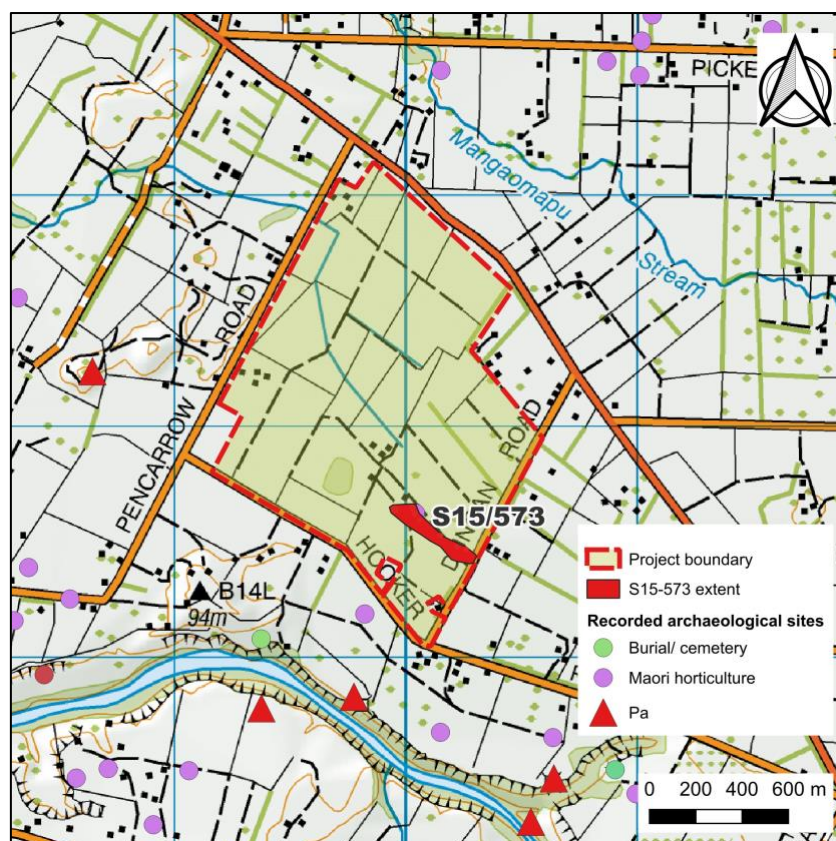 PICKE
Mangaomapu
Stream
ROAD
PENCARROW
ROAD
DUNCAN
S15/573
HOOKER
B14L
94m
Project boundary
S15-573 extent
Recorded archaeological sites
Burial/ cemetery
Maori horticulture
Pa
0 200 400 600 m